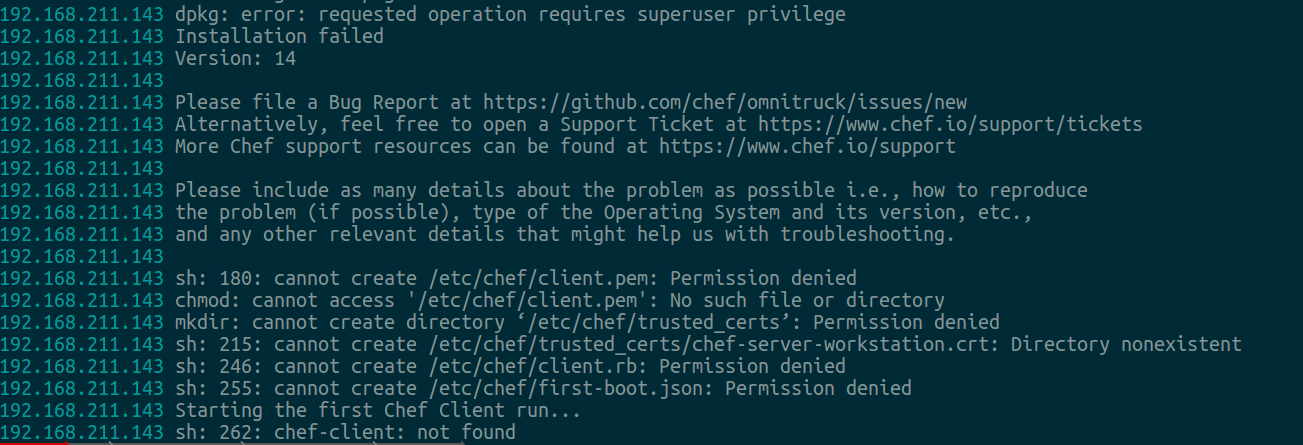 192.168.211.143 dpkg: error: requested operation requires superuser privilege
192.168.211.143 Installation failed
192.168.211.143 Version: 14
192.168.211.143
192.168.211.143 Please file a Bug Report at https://github.com/chef/omnitruck/issues/new
192.168.211.143 Alternatively, feel free to open a Support Ticket at https://www.chef.io/support/tickets
192.168.211.143 More Chef support resources can be found at https://www.chef.io/support
192.168.211.143
192.168.211.143 Please include as many details about the problem as possible i.e., how to reproduce
192.168.211.143 the problem (if possible), type of the Operating System and its version, etc.,
192.168.211.143 and any other relevant details that might help us with troubleshooting.
192.168.211.143
192.168.211.143 sh: 180: cannot create /etc/chef/client.pem: Permission denied
192.168.211.143 chmod: cannot access '/etc/chef/client.pem': No such file or directory
192.168.211.143 mkdir: cannot create directory ‘/etc/chef/trusted_certs’: Permission denied
192.168.211.143 sh: 215: cannot create /etc/chef/trusted_certs/chef-server-workstation.crt: Directory nonexistent
192.168.211.143 sh: 246: cannot create /etc/chef/client.rb: Permission denied
192.168.211.143 sh: 255: cannot create /etc/chef/first-boot.json: Permission denied
192.168.211.143 Starting the first Chef Client run...
192.168.211.143 sh: 262: chef-client: not found